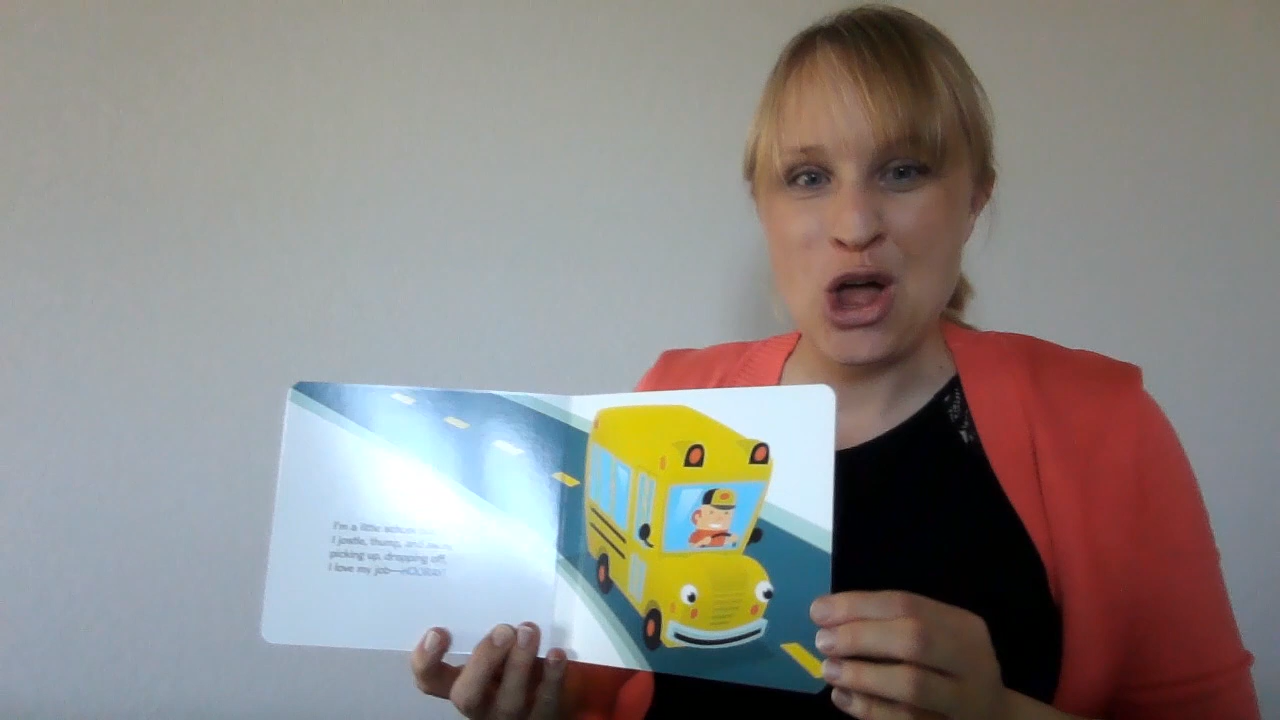 I'm a little school
I jostle, thump, and
picking up, dropping off,
I love my job—HOORAY!